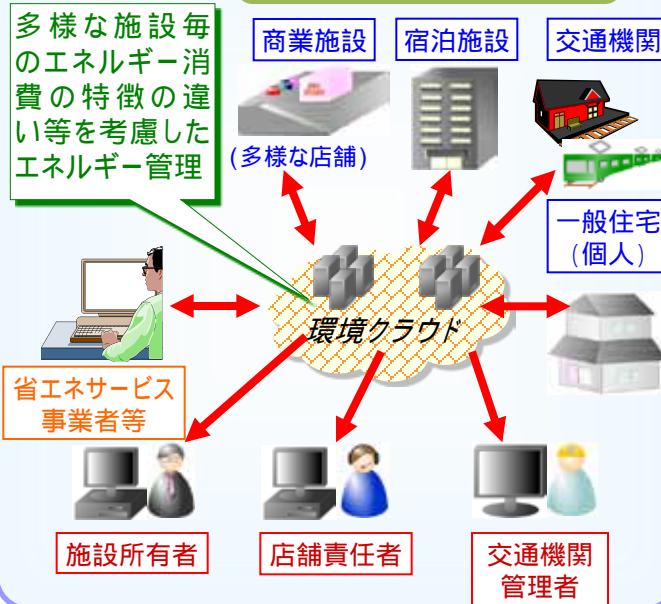 多様な施設毎
のエネルギー消
費の特徴の違
い等を考慮した
エネルギー管理
商業施設
宿泊施設
交通機関
(多様な店舗)
一般住宅
(個人)
環境クラウド
省エネサービス
事業者等
施設所有者
店舗責任者
交通機関
管理者